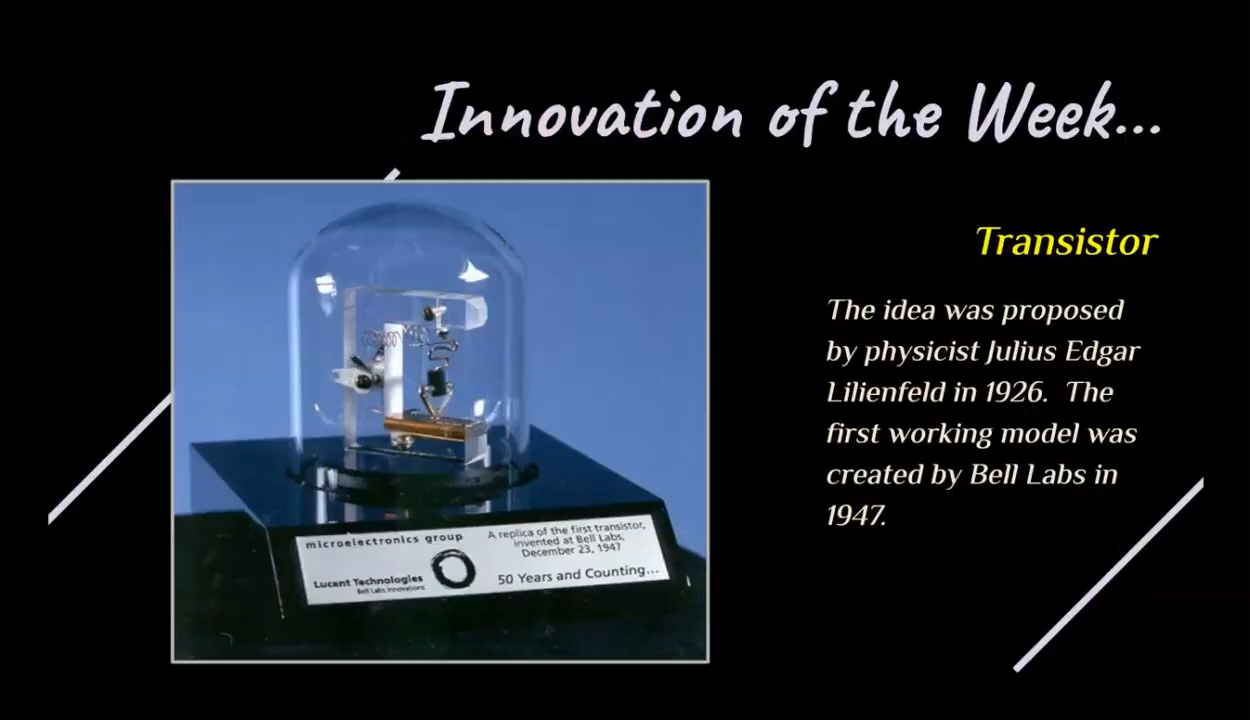 Innovation of the Week...
Transistor
The idea was proposed
by physicist Julius Edgar
Lilienfeld in 1926. The
first working model was
created by Bell Labs in
1947.
microelectronics group
Lucent Technologies
Bell Labs Innovations
A replica of the first transistor,
invented at Bell Labs,
December 23, 1947
50 Years and Counting...